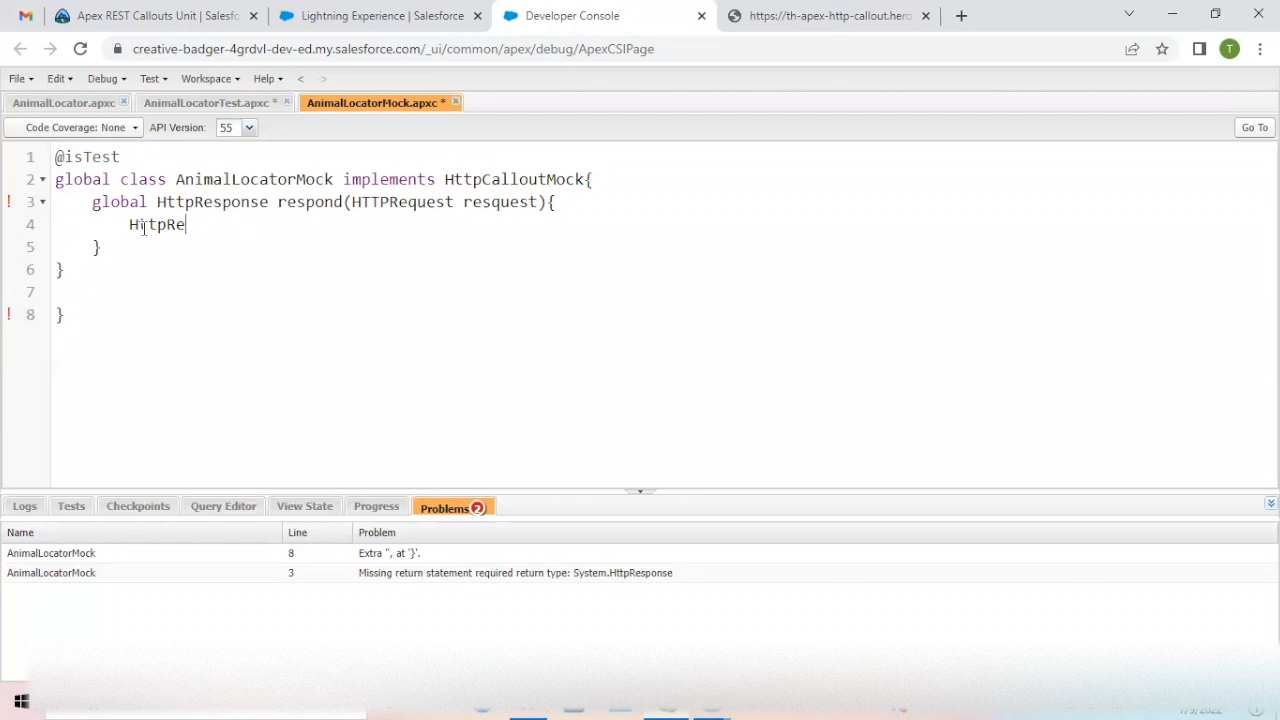 Apex REST Callouts Unit | Salesfo
Lightning Experience | Salesforce
Developer Console
https://th-apex-http-callout.hero
creative-badger-4grdvl-dev-ed.my.salesforce.com/_ui/common/apex/debug/ApexCSIPage
T
File Edit Debug Test Workspace Help < >
AnimalLocator.apxc AnimalLocatorTest.apxc * AnimalLocatorMock.apxc *
Code Coverage: None API Version: 55 Go To
1 @isTest
2 global class AnimalLocatorMock implements HttpCalloutMock{
! 3 global HttpResponse respond(HTTPRequest resquest){
4 HttpRe
5 }
6 }
7
! 8 }
Logs Tests Checkpoints Query Editor View State Progress Problems 2
Name Line Problem
AnimalLocatorMock 8 Extra '', at '}'.
AnimalLocatorMock 3 Missing return statement required return type: System.HttpResponse